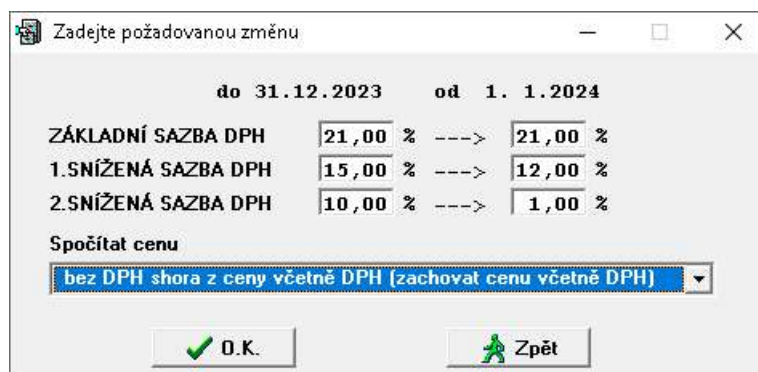 Zadejte požadovanou změnu
do 31.12.2023 od 1. 1.2024
ZÁKLADNÍ SAZBA DPH 21,00 % ---> 21,00 %
1.SNÍŽENÁ SAZBA DPH 15,00 % ---> 12,00 %
2.SNÍŽENÁ SAZBA DPH 10,00 % ---> 1,00 %
Spočítat cenu
bez DPH shora z ceny včetně DPH (zachovat cenu včetně DPH)
O.K. Zpět